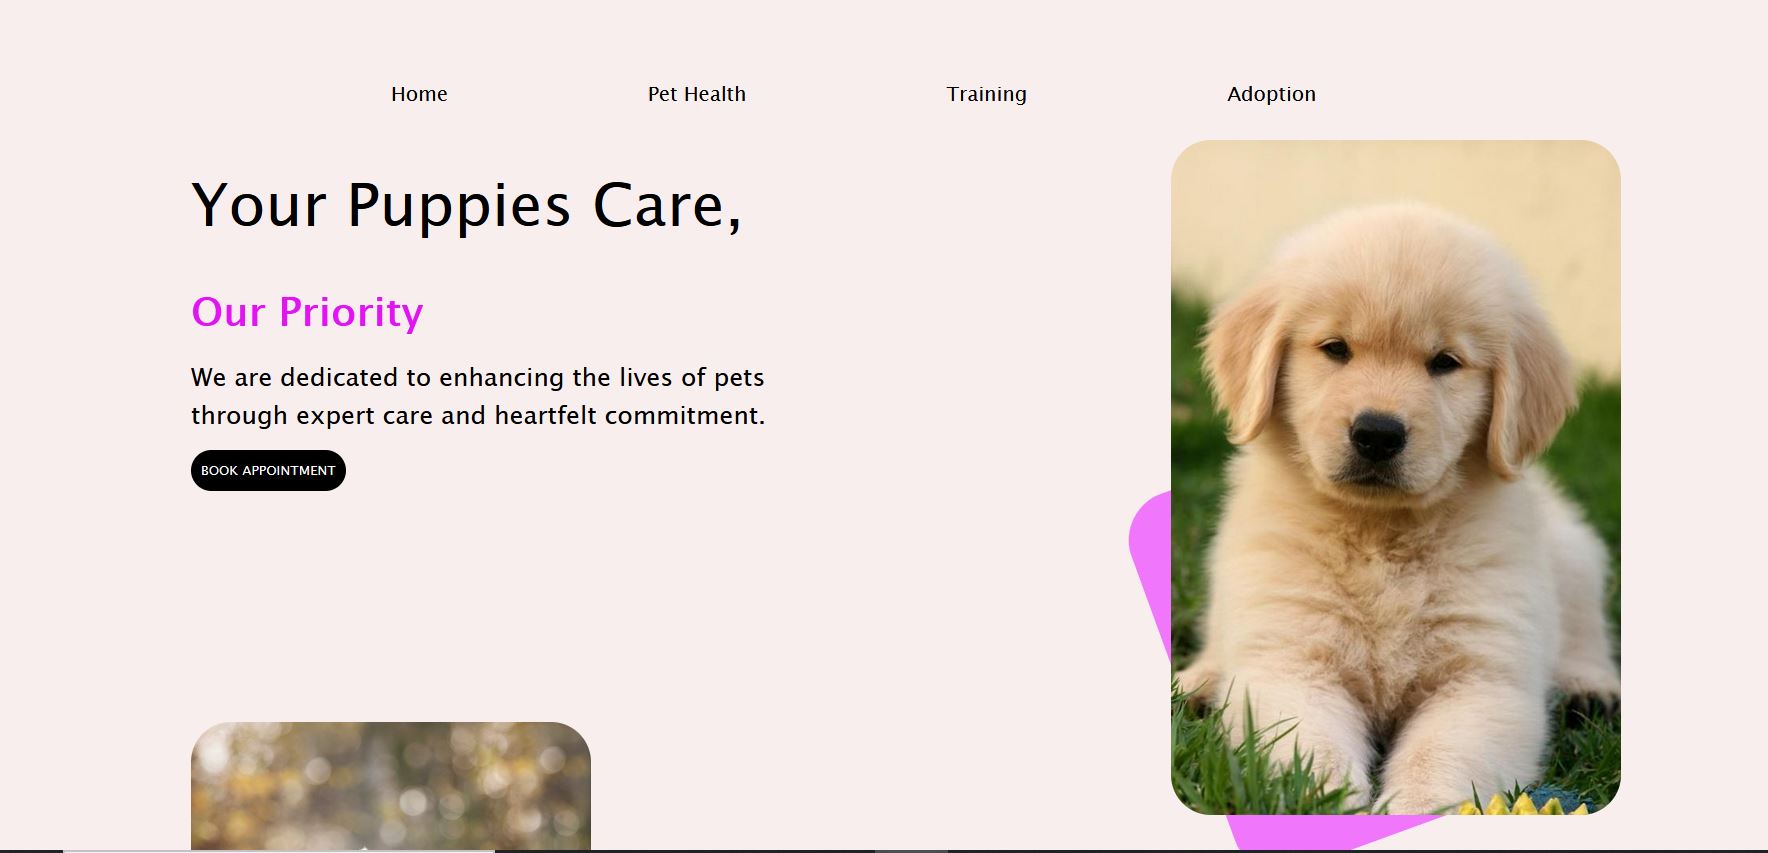 Home Pet Health Training Adoption
Your Puppies Care,
Our Priority
We are dedicated to enhancing the lives of pets
through expert care and heartfelt commitment.
BOOK APPOINTMENT